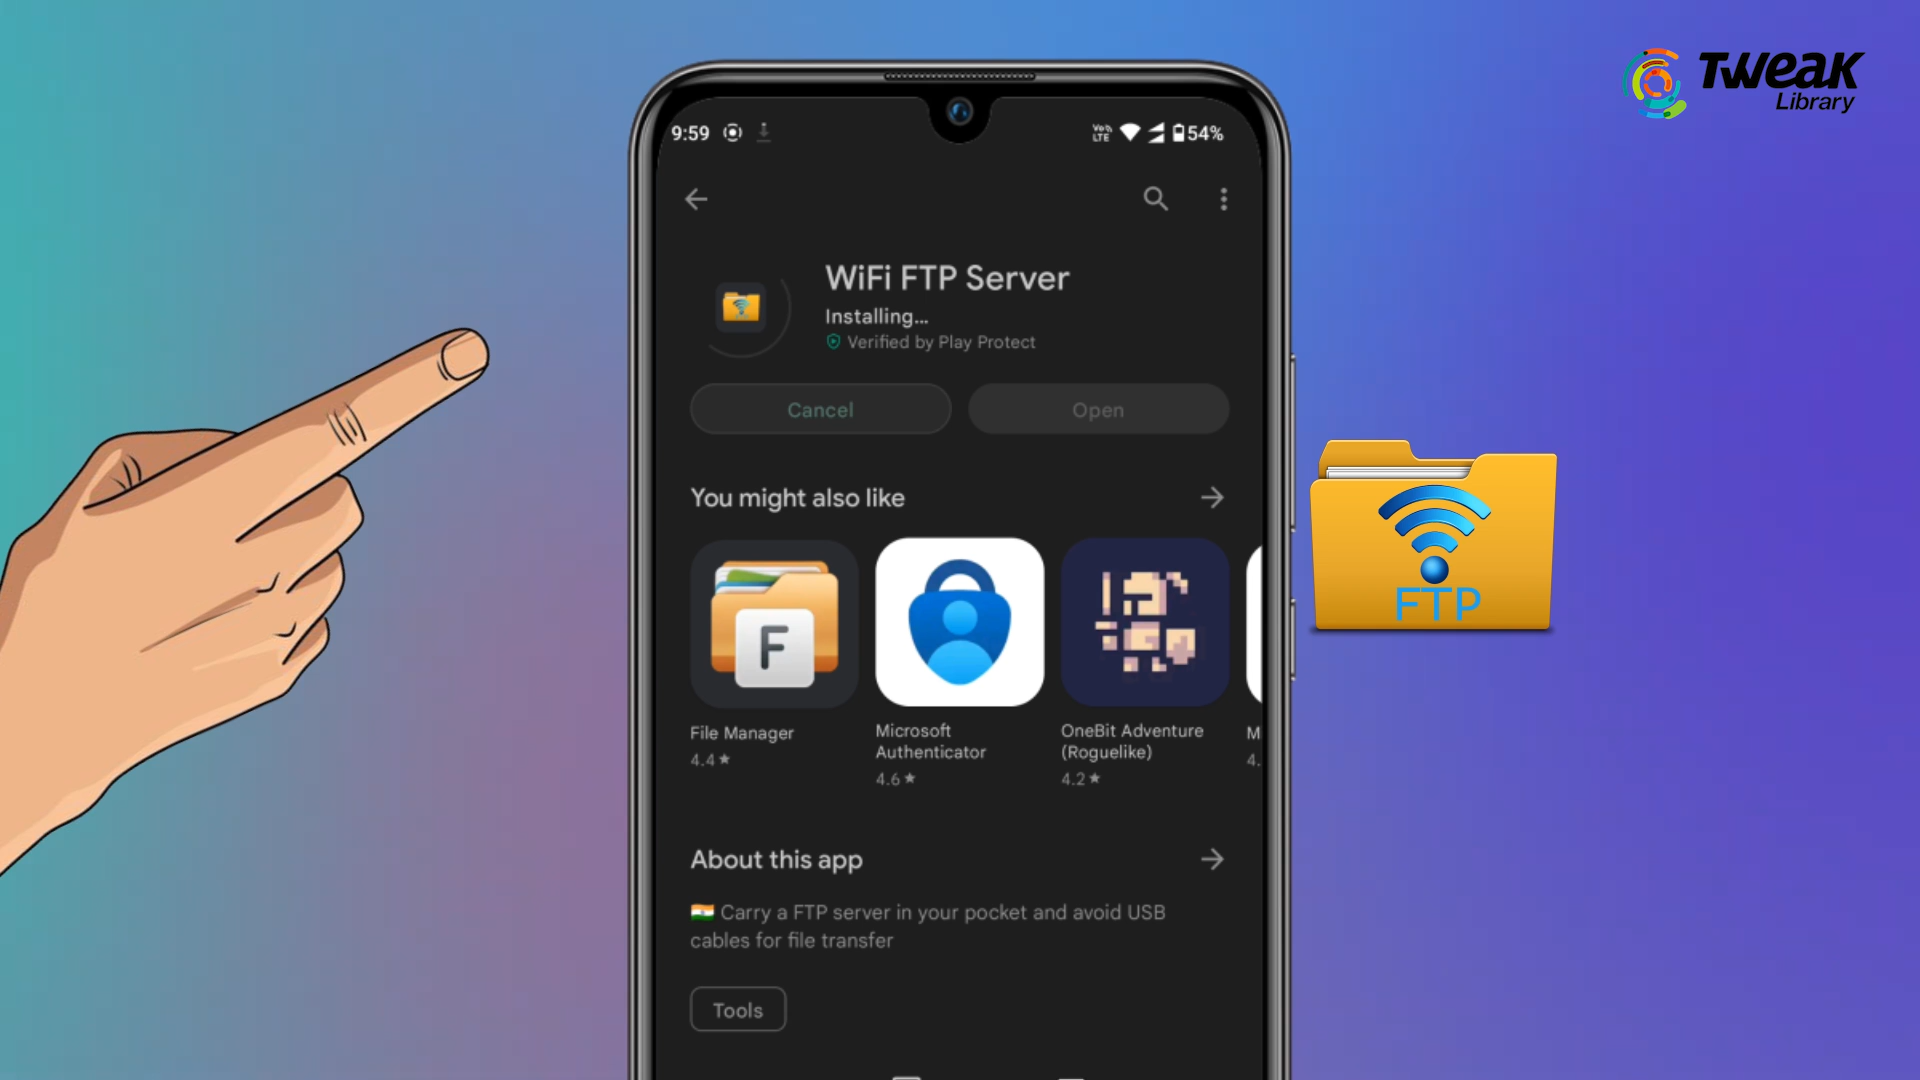 TWEAK
Library
9:59
VoLTE
54%
WiFi FTP Server
Installing...
Verified by Play Protect
Cancel
Open
You might also like
F
File Manager
4.4★
Microsoft
Authenticator
4.6★
OneBit Adventure
(Roguelike)
4.2★
M
4.
FTP
About this app
🇮🇳 Carry a FTP server in your pocket and avoid USB
cables for file transfer
Tools